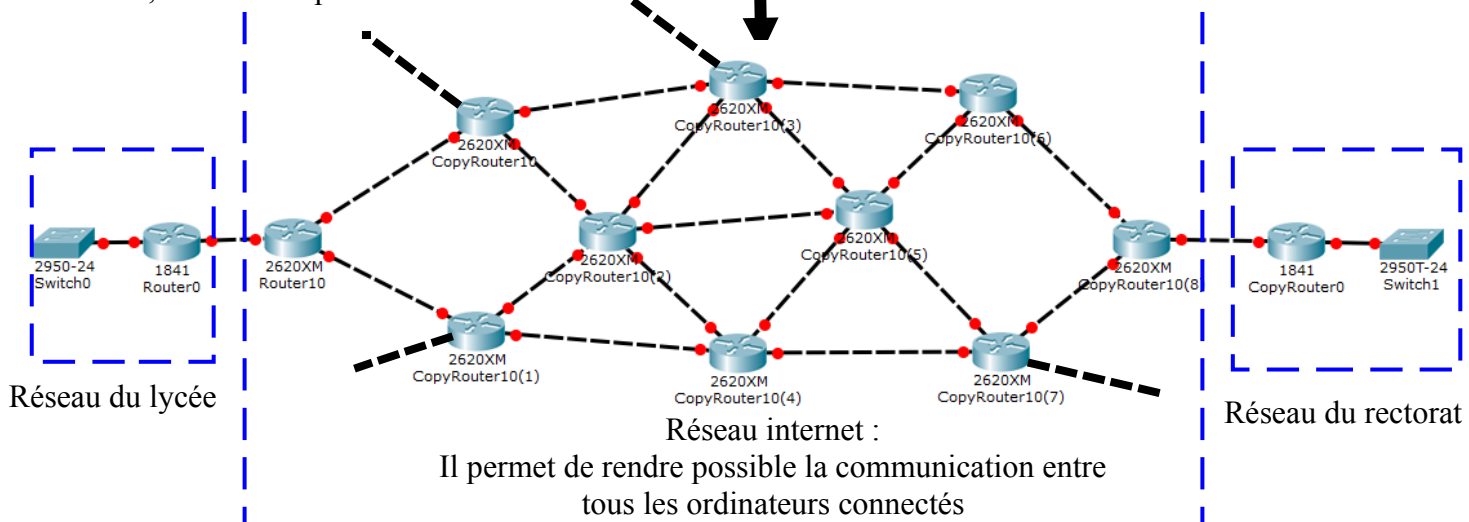 2620XM
CopyRouter10(3)
2620XM
CopyRouter10(6)
2620XM
CopyRouter10
2950-24
Switch0
1841
Router0
2620XM
Router10
2620XM
CopyRouter10(2)
2620XM
CopyRouter10(5)
2620XM
CopyRouter10(8
1841
CopyRouter0
2950T-24
Switch1
2620XM
CopyRouter10(1)
2620XM
CopyRouter10(4)
2620XM
CopyRouter10(7)
Réseau du lycée
Réseau du rectorat
Réseau internet :
Il permet de rendre possible la communication entre
tous les ordinateurs connectés